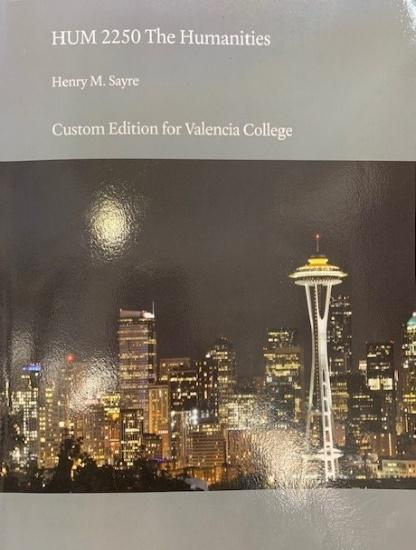 HUM 2250 The Humanities
Henry M. Sayre
Custom Edition for Valencia College